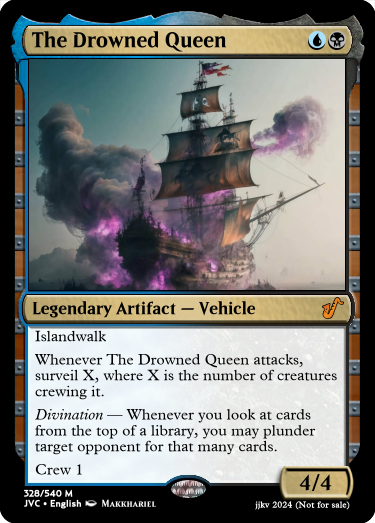 The Drowned Queen
Legendary Artifact — Vehicle
Islandwalk
Whenever The Drowned Queen attacks,
surveil X, where X is the number of creatures
crewing it.
Divination — Whenever you look at cards
from the top of a library, you may plunder
target opponent for that many cards.
Crew 1
4/4
328/540 M
JVC • English Makkhariel
jjkv 2024 (Not for sale)